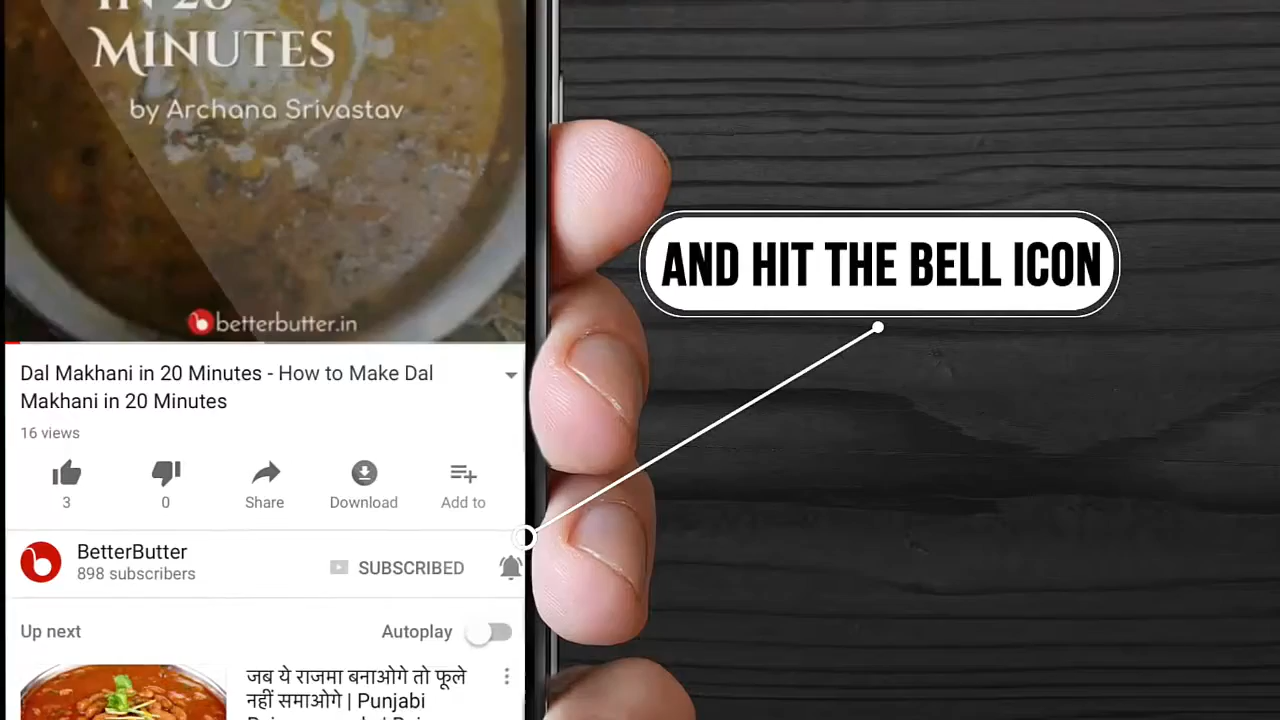 MINUTES
by Archana Srivastav
betterbutter.in
AND HIT THE BELL ICON
Dal Makhani in 20 Minutes - How to Make Dal
Makhani in 20 Minutes
16 views
3
0
Share
Download
Add to
BetterButter
898 subscribers
SUBSCRIBED
Up next
Autoplay
जब ये राजमा बनाओगे तो फूले
नहीं समाओगे | Punjabi